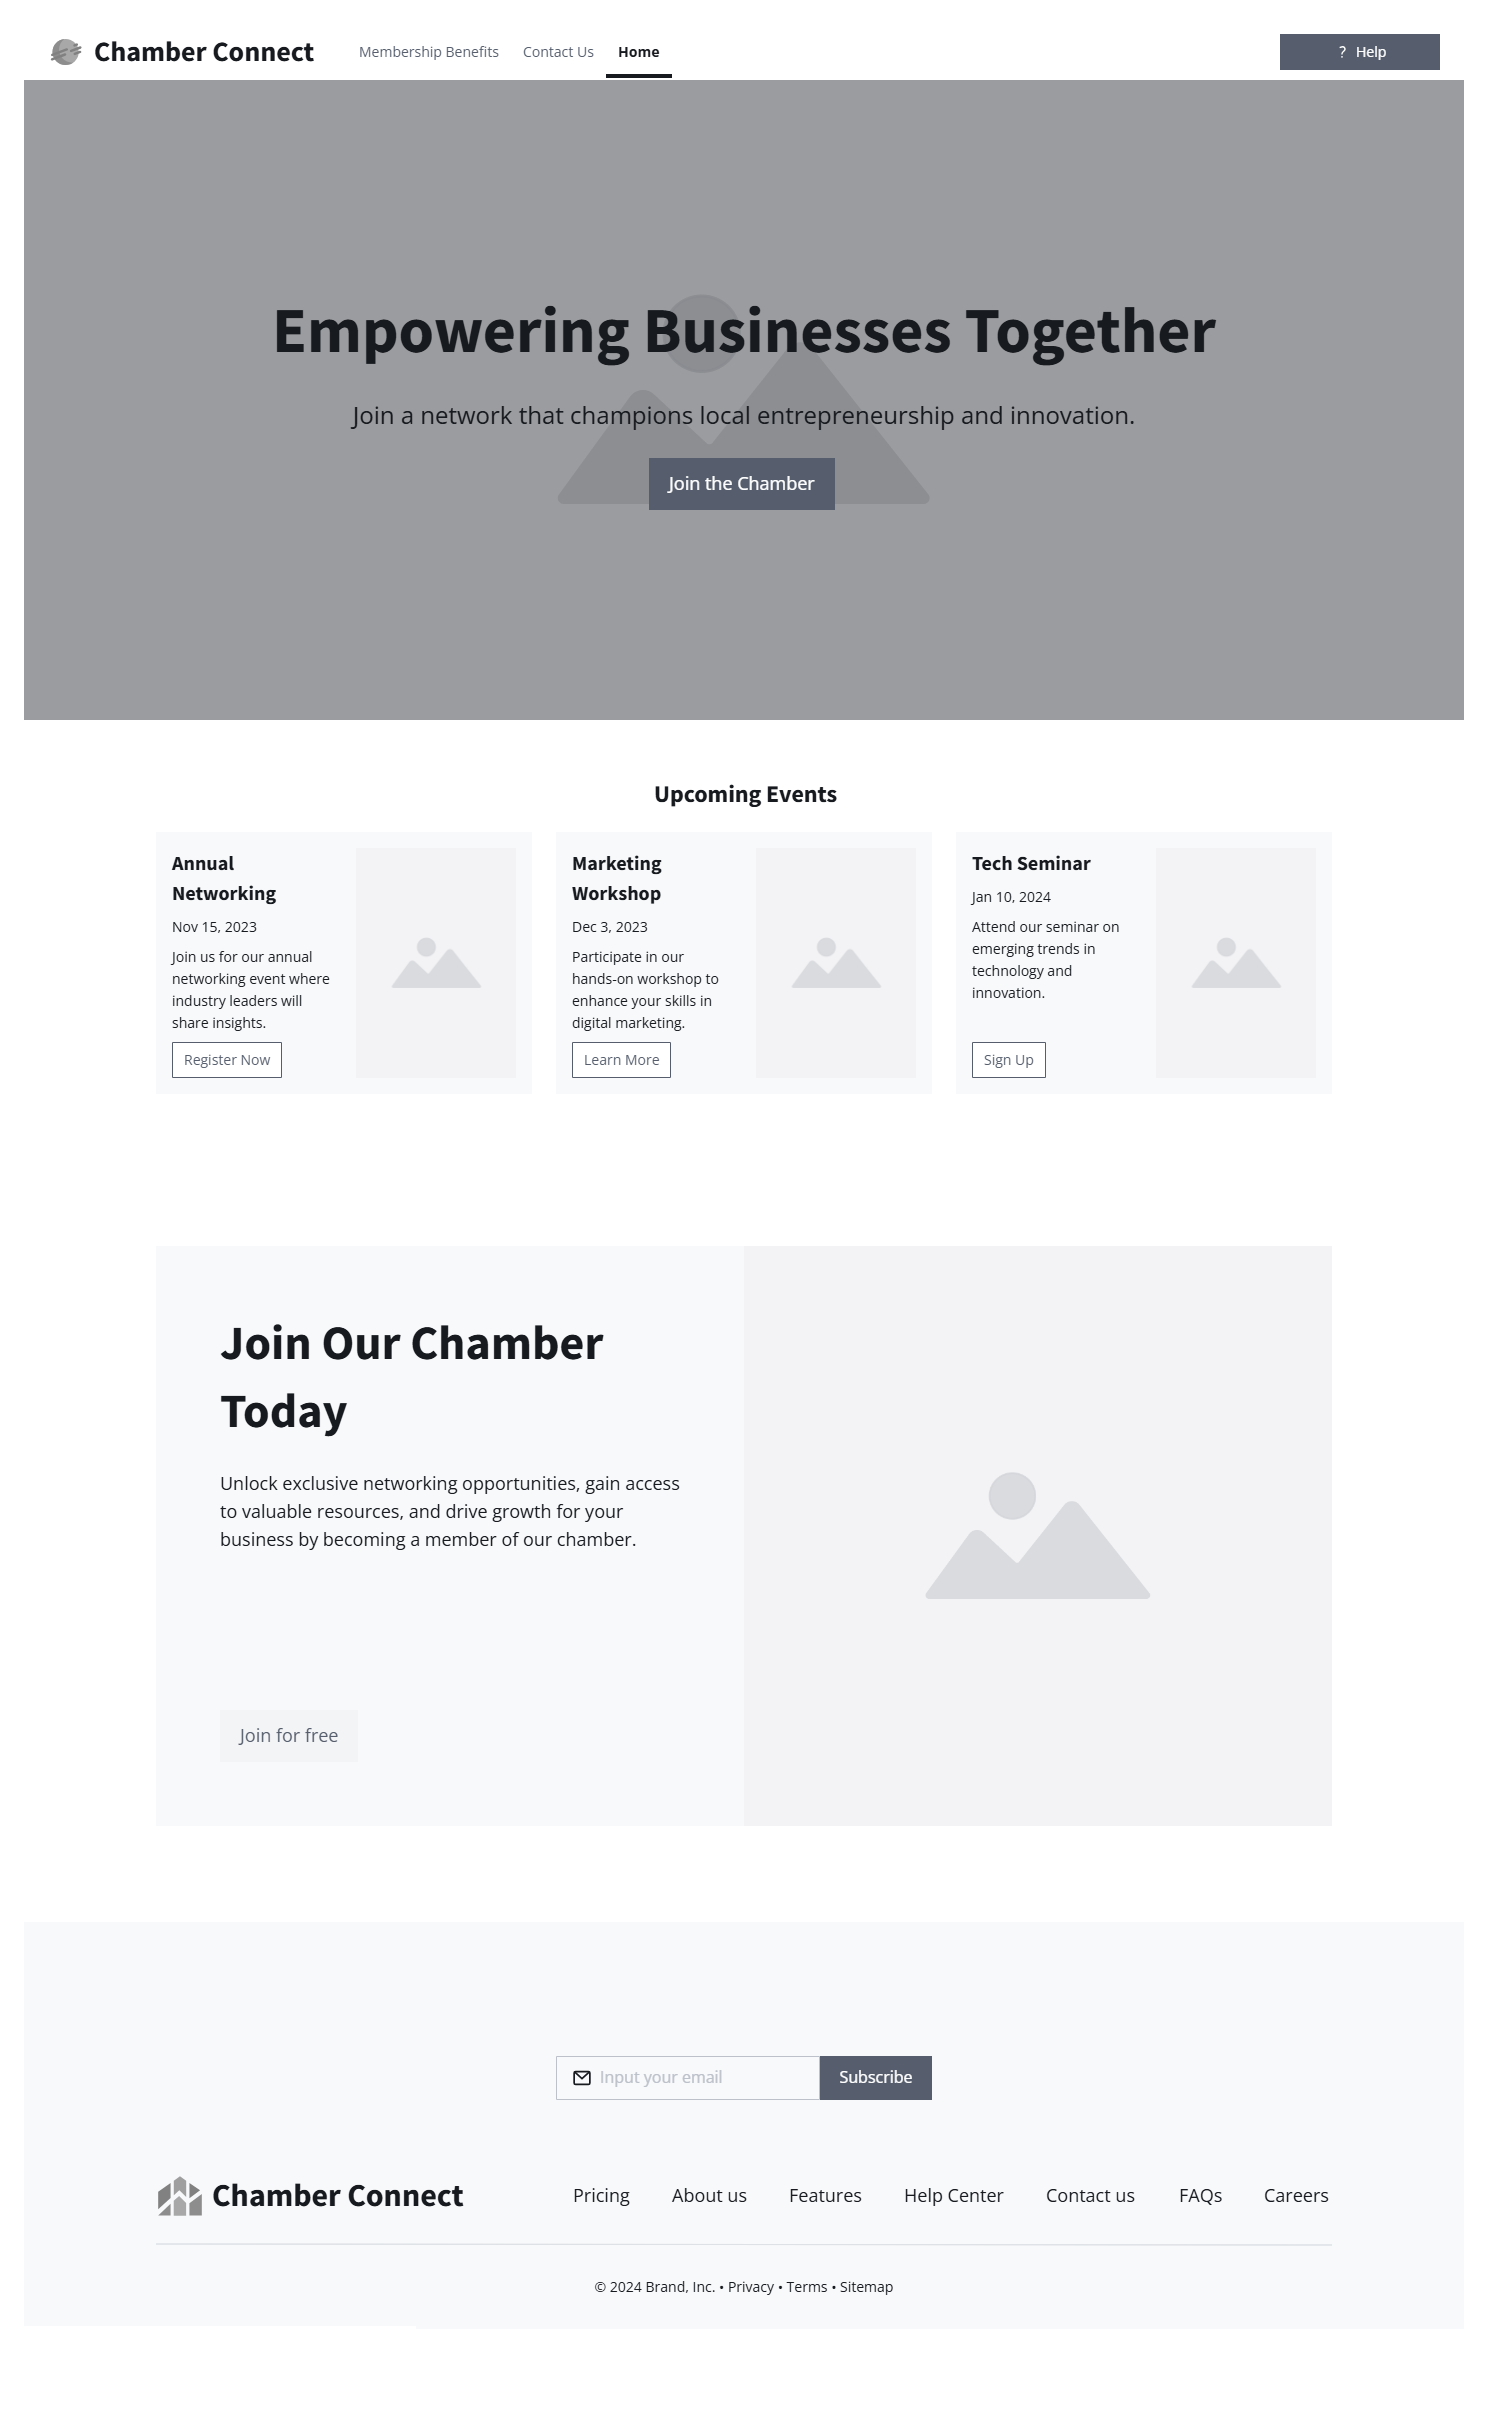 Chamber Connect
Membership Benefits
Contact Us
Home
? Help
Empowering Businesses Together
Join a network that champions local entrepreneurship and innovation.
Join the Chamber
Upcoming Events
Annual
Networking
Nov 15, 2023
Join us for our annual
networking event where
industry leaders will
share insights.
Register Now
Marketing
Workshop
Dec 3, 2023
Participate in our
hands-on workshop to
enhance your skills in
digital marketing.
Learn More
Tech Seminar
Jan 10, 2024
Attend our seminar on
emerging trends in
technology and
innovation.
Sign Up
Join Our Chamber
Today
Unlock exclusive networking opportunities, gain access
to valuable resources, and drive growth for your
business by becoming a member of our chamber.
Join for free
Input your email
Subscribe
Chamber Connect
Pricing
About us
Features
Help Center
Contact us
FAQs
Careers
© 2024 Brand, Inc. • Privacy • Terms • Sitemap